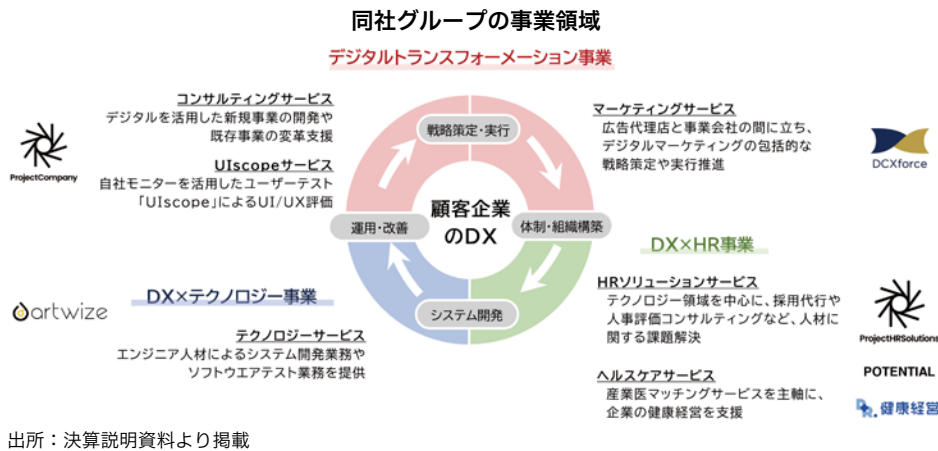 同社グループの事業領域
デジタルトランスフォーメーション事業
コンサルティングサービス
デジタルを活用した新規事業の開発や
既存事業の変革支援
ProjectCompany
UIscopeサービス
自社モニターを活用したユーザーテスト
「UIscope」によるUI/UX評価
マーケティングサービス
広告代理店と事業会社の間に立ち、
デジタルマーケティングの包括的な
戦略策定や実行推進
DCXforce
戦略策定・実行
顧客企業
のDX
運用・改善
体制・組織構築
システム開発
DX×HR事業
HRソリューションサービス
テクノロジー領域を中心に、採用代行や
人事評価コンサルティングなど、人材に
関する課題解決
ProjectHRSolutions
ヘルスケアサービス
産業医マッチングサービスを主軸に、
企業の健康経営を支援
POTENTIAL
健康経営
artwize
DX×テクノロジー事業
テクノロジーサービス
エンジニア人材によるシステム開発業務や
ソフトウエアテスト業務を提供
出所：決算説明資料より掲載